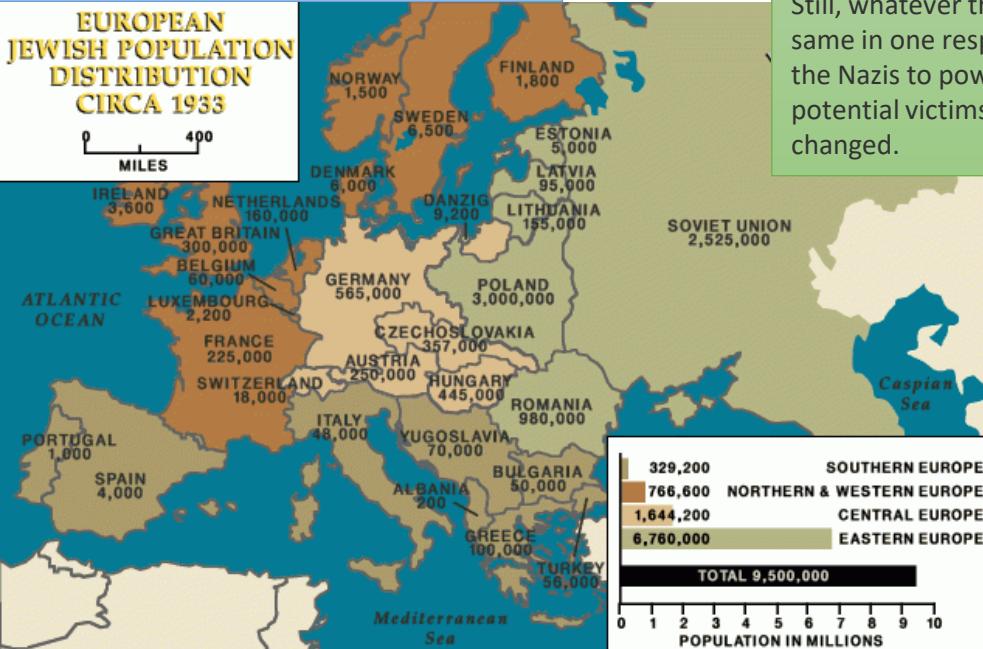 EUROPEAN
JEWISH POPULATION
DISTRIBUTION
CIRCA 1933
0 400
MILES
Still, whatever
same in one
the Nazis to
potential victims
changed.
NORWAY
1,500
FINLAND
1,800
SWEDEN
6,500
ESTONIA
5,000
DENMARK
6,000
LATVIA
95,000
IRELAND
3,600
NETHERLANDS
160,000
DANZIG
9,200
LITHUANIA
155,000
GREAT BRITAIN
300,000
SOVIET UNION
2,525,000
BELGIUM
60,000
GERMANY
565,000
POLAND
3,000,000
ATLANTIC
OCEAN
LUXEMBOURG
2,200
CZECHOSLOVAKIA
357,000
FRANCE
225,000
AUSTRIA
250,000
SWITZERLAND
18,000
HUNGARY
445,000
Caspian
Sea
ROMANIA
980,000
ITALY
48,000
YUGOSLAVIA
70,000
PORTUGAL
1,000
SPAIN
4,000
BULGARIA
50,000
ALBANIA
200
GREECE
100,000
TURKEY
56,000
Mediterranean
Sea
329,200 SOUTHERN EUROPE
766,600 NORTHERN & WESTERN EUROPE
1,644,200 CENTRAL EUROPE
6,760,000 EASTERN EUROPE
TOTAL 9,500,000
0 1 2 3 4 5 6 7 8 9 10
POPULATION IN MILLIONS